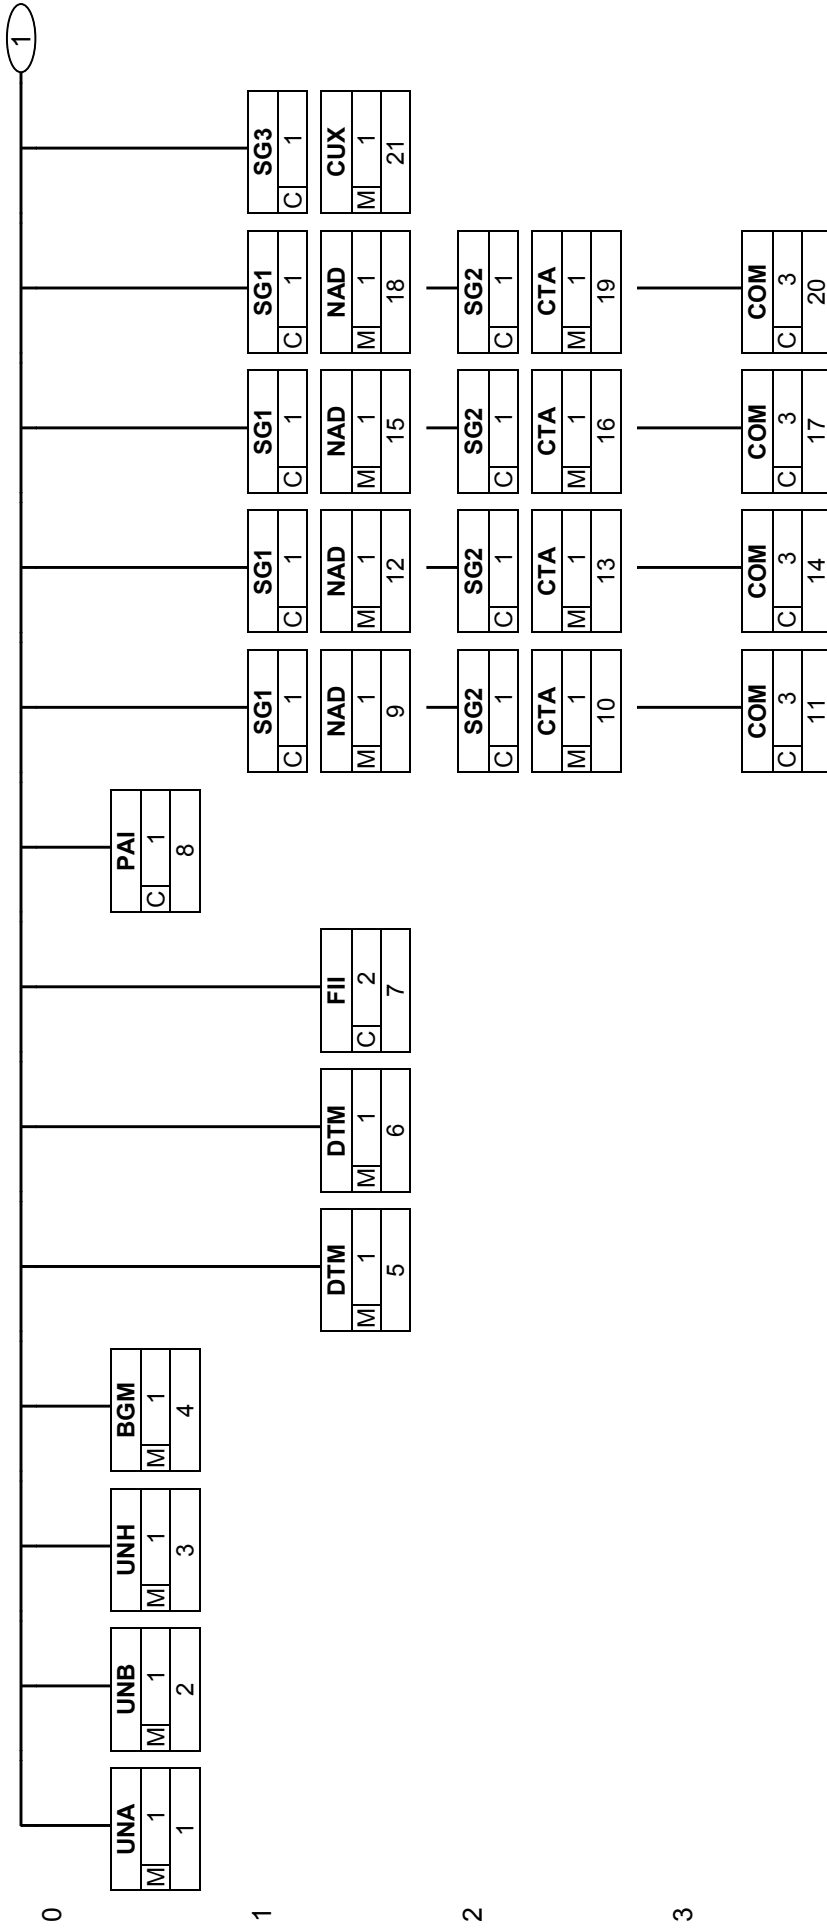 1
0
UNA
M 1
1
UNB
M 1
2
UNH
M 1
3
BGM
M 1
4
PAI
C 1
8
1
DTM
M 1
5
DTM
M 1
6
FII
C 2
7
SG1
C 1
NAD
M 1
9
SG1
C 1
NAD
M 1
12
SG1
C 1
NAD
M 1
15
SG1
C 1
NAD
M 1
18
SG3
C 1
CUX
M 1
21
2
SG2
C 1
CTA
M 1
10
SG2
C 1
CTA
M 1
13
SG2
C 1
CTA
M 1
16
SG2
C 1
CTA
M 1
19
3
COM
C 3
11
COM
C 3
14
COM
C 3
17
COM
C 3
20